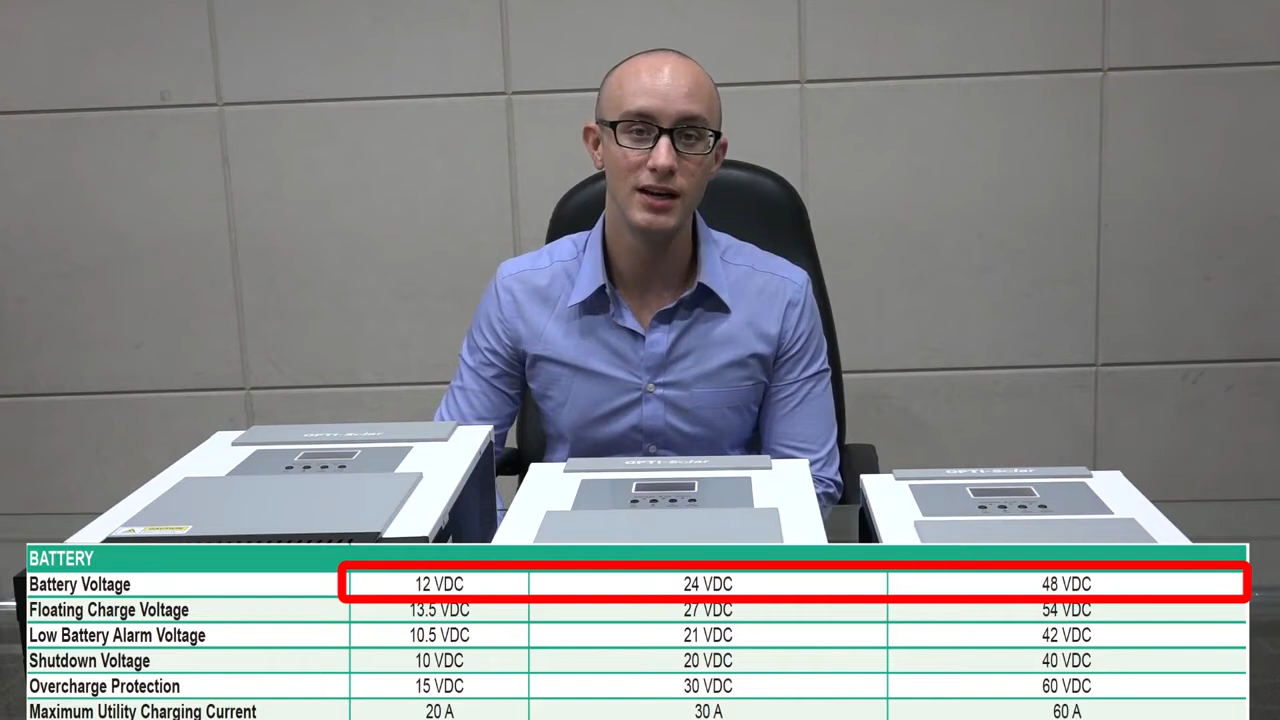 OPTI-Solar
OPTI-Solar
OPTI-Solar
BATTERY
Battery Voltage 12 VDC 24 VDC 48 VDC
Floating Charge Voltage 13.5 VDC 27 VDC 54 VDC
Low Battery Alarm Voltage 10.5 VDC 21 VDC 42 VDC
Shutdown Voltage 10 VDC 20 VDC 40 VDC
Overcharge Protection 15 VDC 30 VDC 60 VDC
Maximum Utility Charging Current 20 A 30 A 60 A